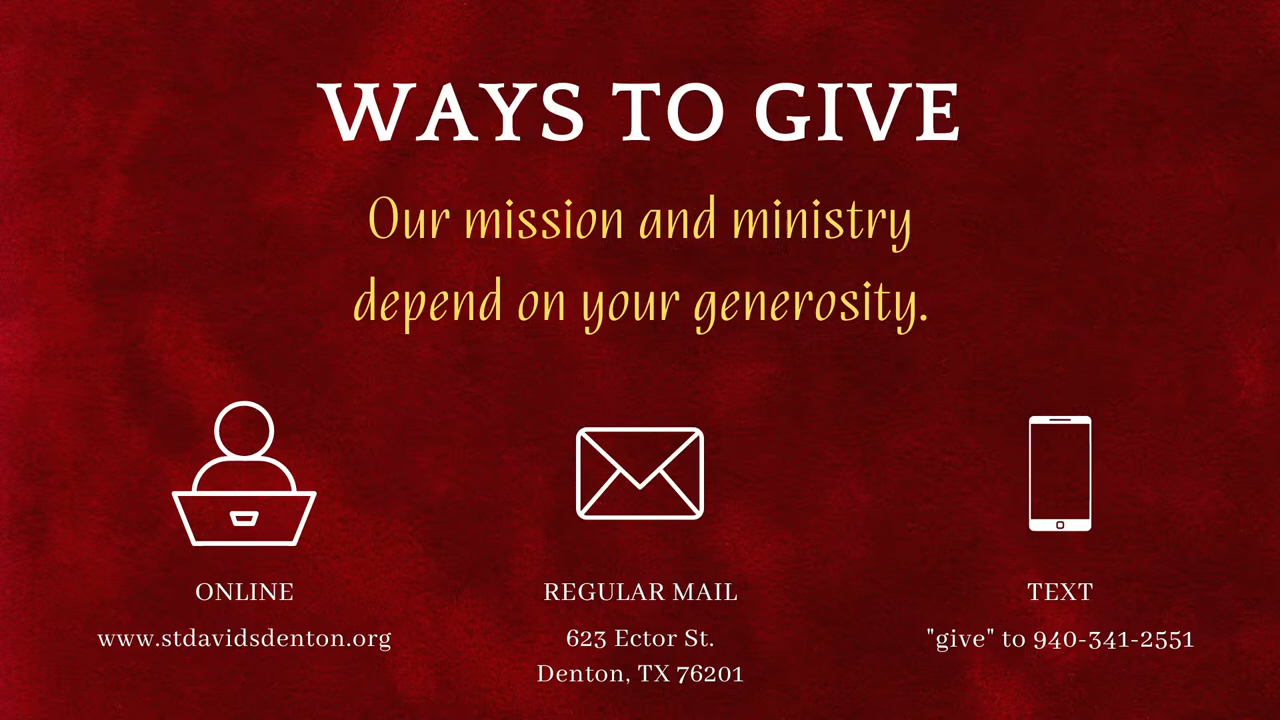 WAYS TO GIVE
Our mission and ministry
depend on your generosity.
ONLINE
www.stdavidsdenton.org
REGULAR MAIL
623 Ector St.
Denton, TX 76201
TEXT
"give" to 940-341-2551